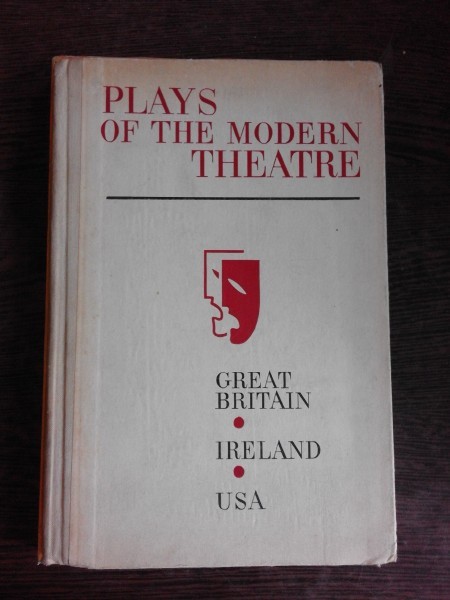 PLAYS
OF THE MODERN
THEATRE
GREAT
BRITAIN
IRELAND
USA